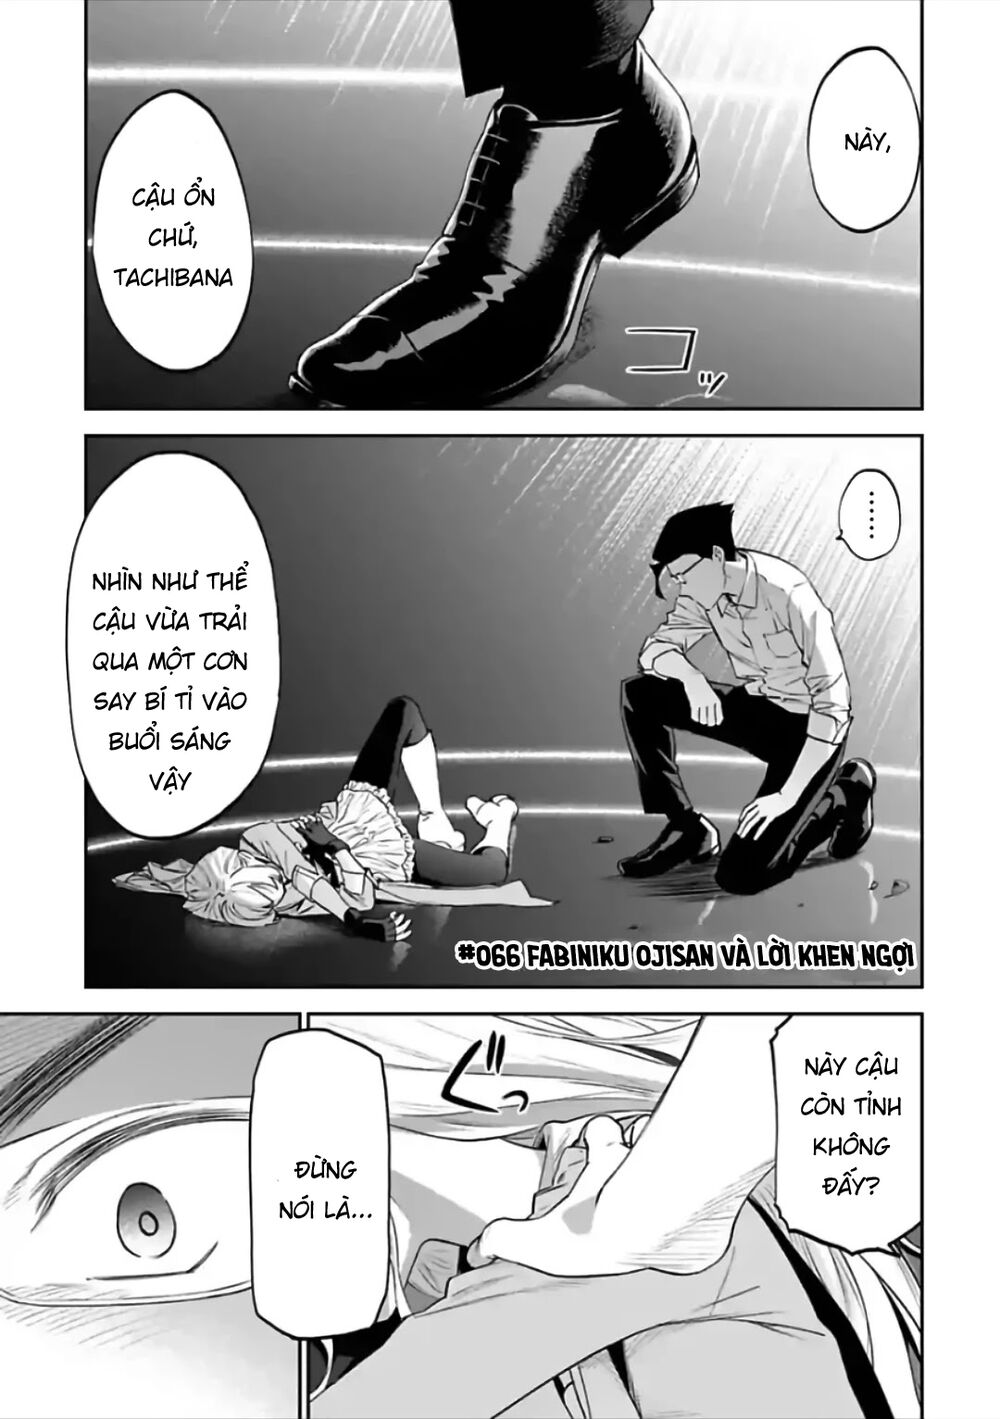 NÀY,
CẬU ỔN
CHỨ,
TACHIBANA
コッ
......
NHÌN NHƯ THỂ
CẬU VỪA TRẢI
QUA MỘT CƠN
SAY BÍ TỈ VÀO
BUỔI SÁNG
VẬY
#066 FABINIKU OJISAN VÀ LỜI KHEN NGỢI
NÀY CẬU
CÒN TỈNH
KHÔNG
ĐẤY?
ぐ
ĐỪNG
NÓI LÀ...